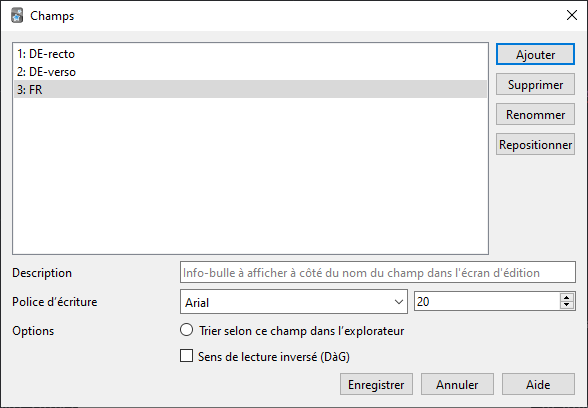 Champs
1: DE-recto
2: DE-verso
3: FR
Ajouter
Supprimer
Renommer
Repositionner
Description
Info-bulle à afficher à côté du nom du champ dans l'écran d'édition
Police d'écriture
Arial
20
Options
Trier selon ce champ dans l’explorateur
Sens de lecture inversé (DàG)
Enregistrer
Annuler
Aide